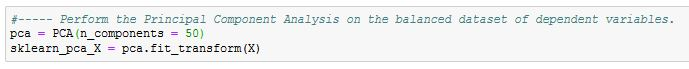 #----- Perform the Principal Component Analysis on the balanced dataset of dependent variables.
pca = PCA(n_components = 50)
sklearn_pca_X = pca.fit_transform(X)